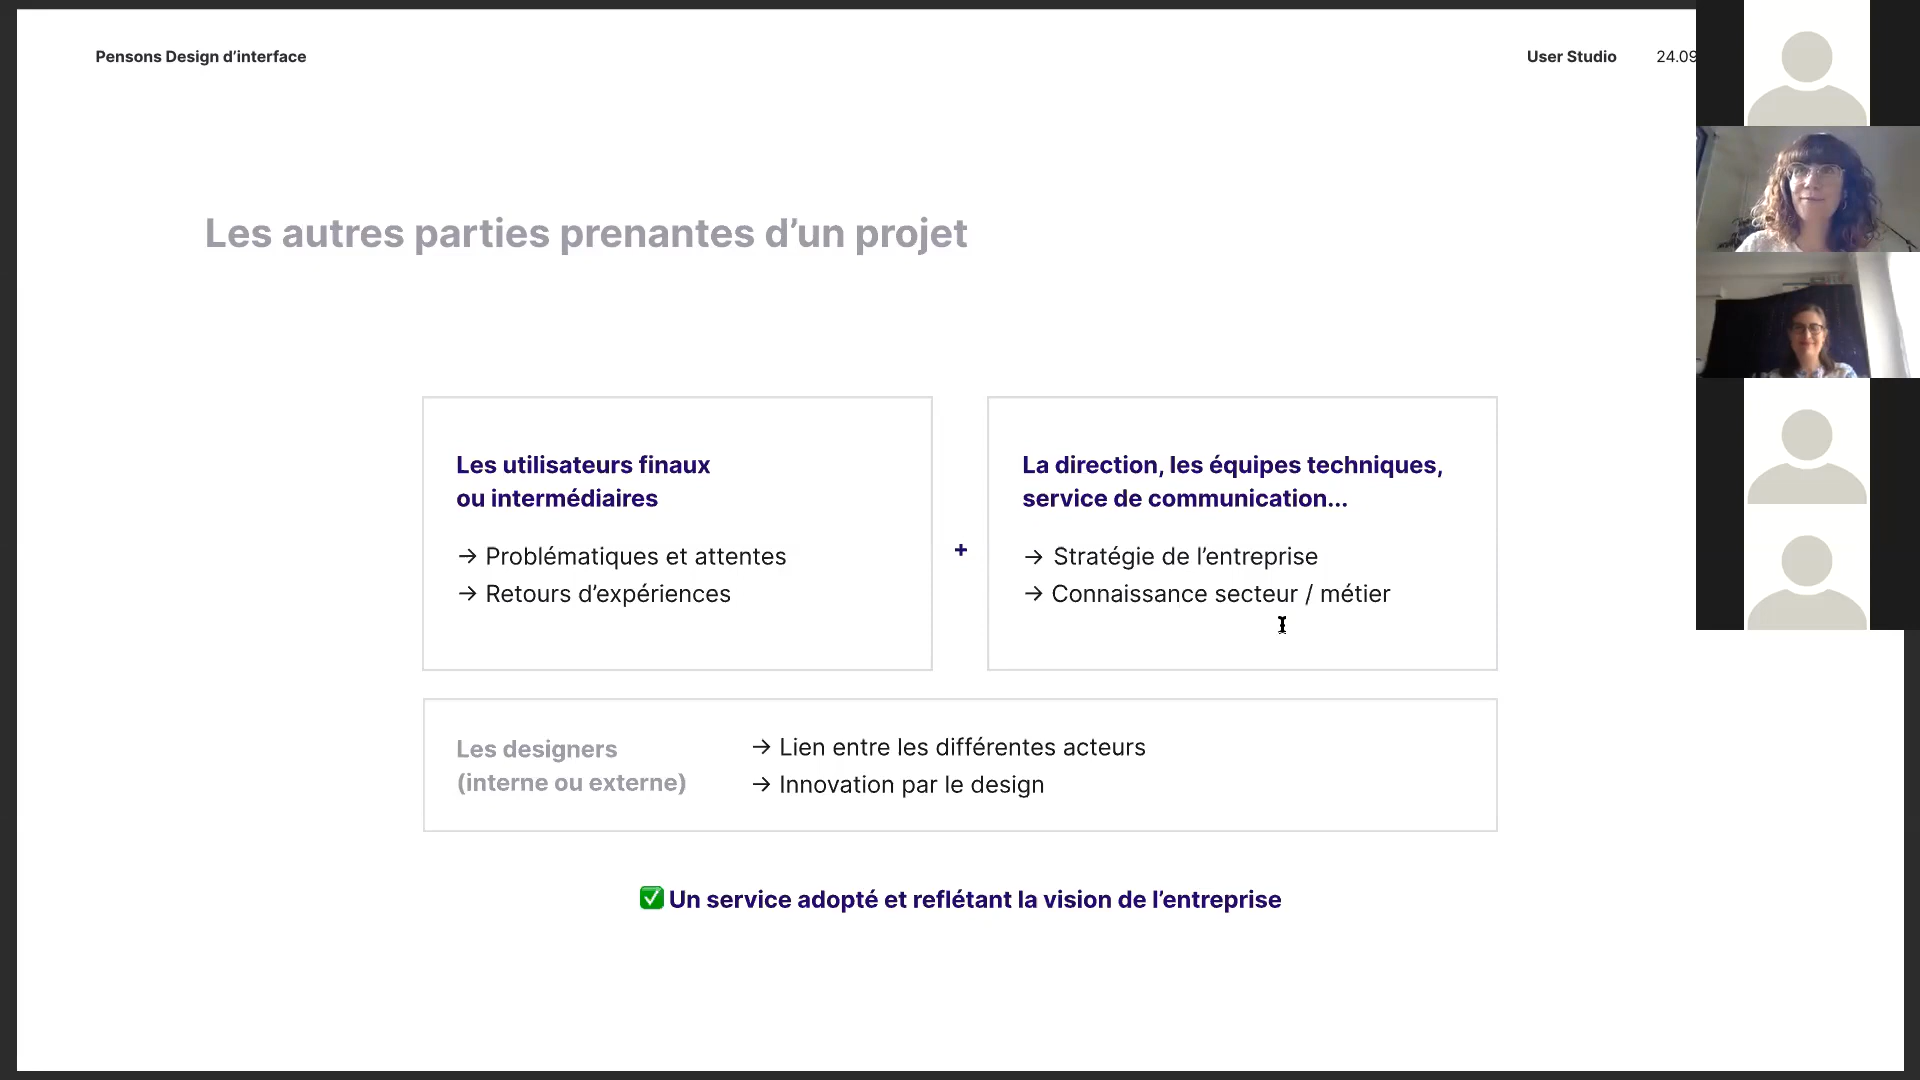 Pensons Design d’interface
User Studio
24.09
Les autres parties prenantes d’un projet
Les utilisateurs finaux
ou intermédiaires
→ Problématiques et attentes
→ Retours d’expériences
+
La direction, les équipes techniques,
service de communication...
→ Stratégie de l’entreprise
→ Connaissance secteur / métier
Les designers
(interne ou externe)
→ Lien entre les différentes acteurs
→ Innovation par le design
✅ Un service adopté et reflétant la vision de l’entreprise